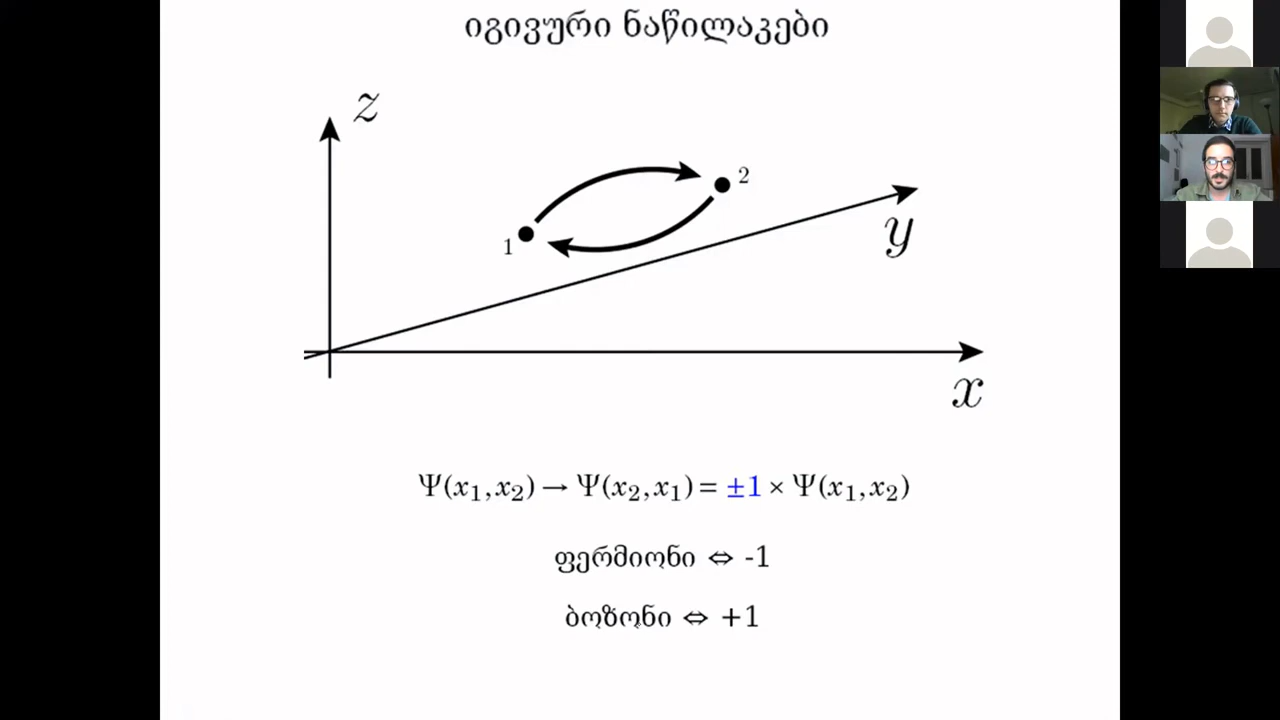 იგივური ნაწილაკები
z
2
1
y
x
Ψ(x₁,x₂) → Ψ(x₂,x₁) = ±1 × Ψ(x₁,x₂)
ფერმიონი ⇔ -1
ბოზონი ⇔ +1